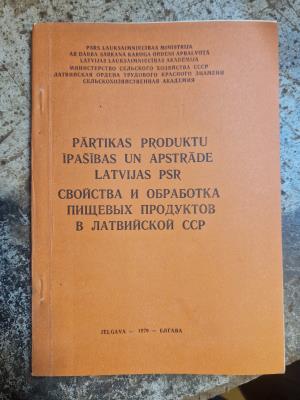 PSRS LAUKSAIMNIECĪBAS MINISTRIJA
AR DARBA SARKANĀ KAROGA ORDENI APBALVOTĀ
LATVIJAS LAUKSAIMNIECĪBAS AKADĒMIJA
МИНИСТЕРСТВО СЕЛЬСКОГО ХОЗЯЙСТВА СССР
ЛАТВИЙСКАЯ ОРДЕНА ТРУДОВОГО КРАСНОГО ЗНАМЕНИ
СЕЛЬСКОХОЗЯЙСТВЕННАЯ АКАДЕМИЯ
PĀRTIKAS PRODUKTU
ĪPAŠĪBAS UN APSTRĀDE
LATVIJAS PSR
СВОЙСТВА И ОБРАБОТКА
ПИЩЕВЫХ ПРОДУКТОВ
В ЛАТВИЙСКОЙ ССР
JELGAVA — 1979 — ЕЛГАВА